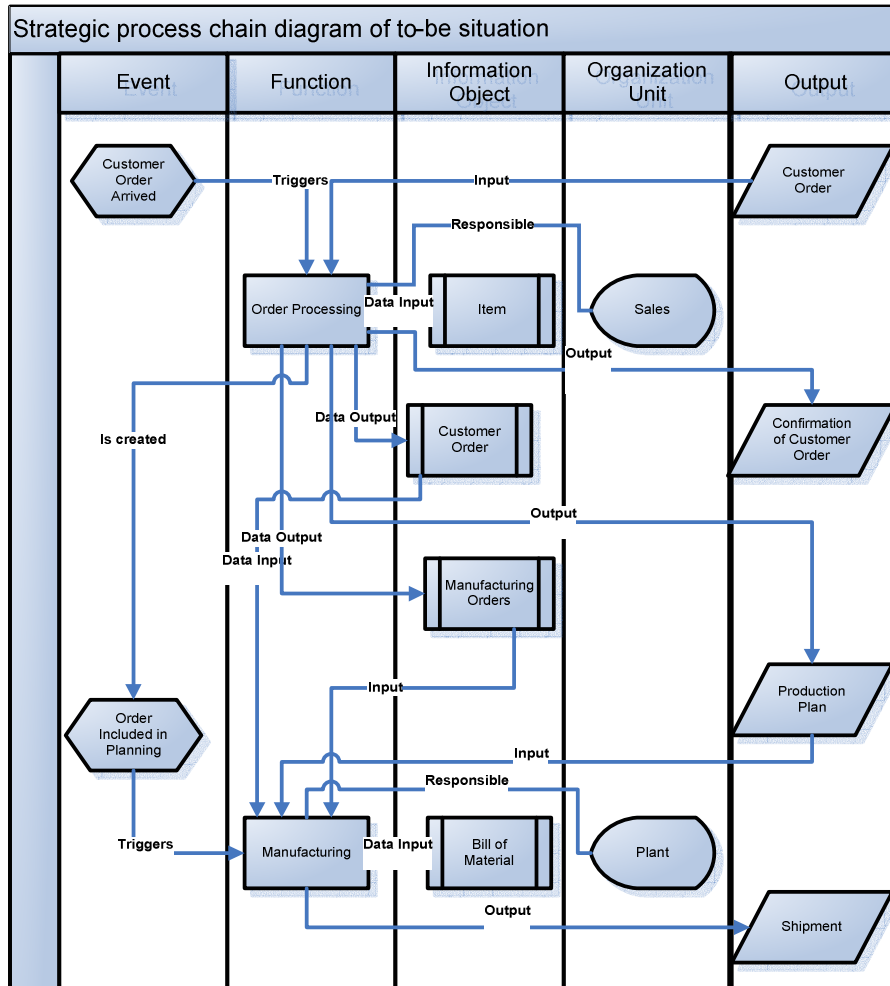 Strategic process chain diagram of to-be situation
Event
Function
Information
Object
Organization
Unit
Output
Customer
Order
Arrived
Triggers
Input
Customer
Order
Responsible
Order Processing
Data Input
Item
Sales
Output
Is created
Data Output
Customer
Order
Confirmation
of Customer
Order
Output
Data Output
Data Input
Manufacturing
Orders
Input
Order
Included in
Planning
Production
Plan
Input
Responsible
Triggers
Manufacturing
Data Input
Bill of
Material
Plant
Output
Shipment